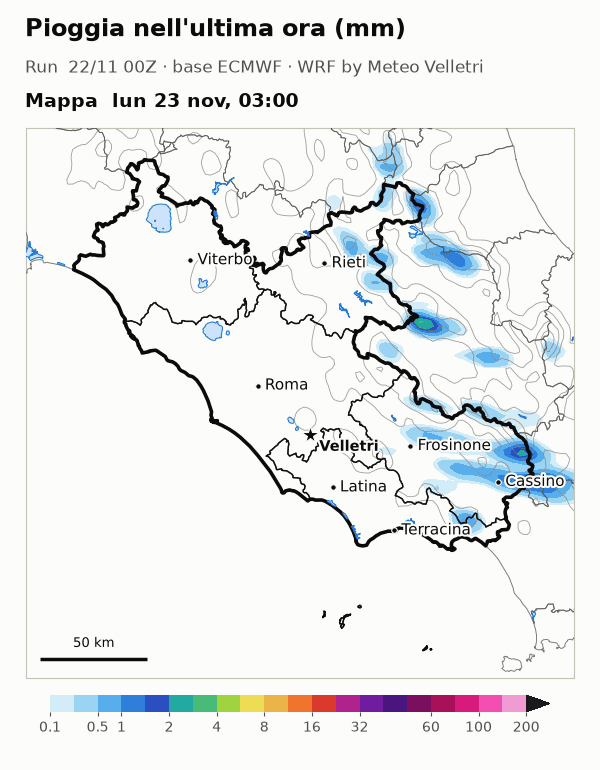 Pioggia nell'ultima ora (mm)
Run 22/11 00Z · base ECMWF · WRF by Meteo Velletri
Mappa lun 23 nov, 03:00
Viterbo
Rieti
Roma
Velletri
Frosinone
Latina
Cassino
Terracina
50 km
0.1 0.5 1 2 4 8 16 32 60 100 200